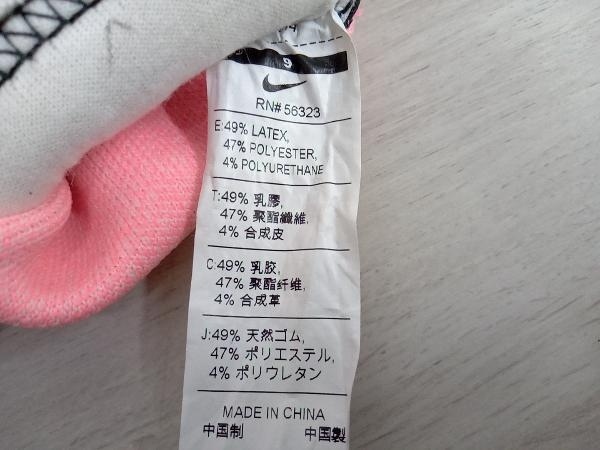 9
RN# 56323
E:49% LATEX,
47% POLYESTER,
4% POLYURETHANE
T:49% 乳膠,
47% 聚酯纖維,
4% 合成皮
C:49% 乳胶,
47% 聚酯纤维,
4% 合成革
J:49% 天然ゴム,
47% ポリエステル,
4% ポリウレタン
MADE IN CHINA
中国制 中国製